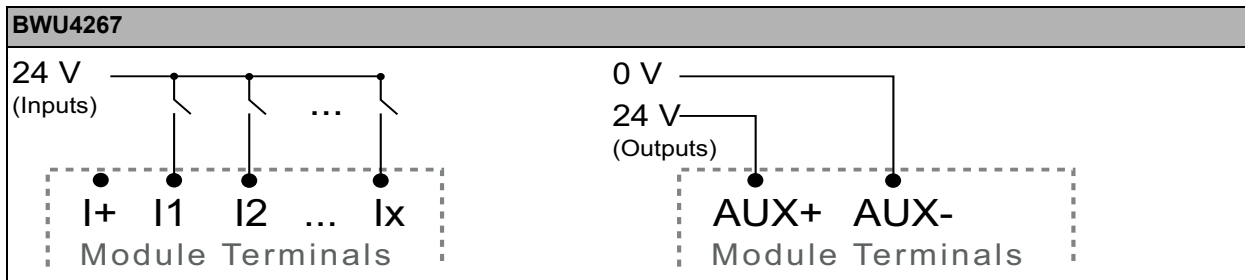 BWU4267
24 V
(Inputs)
...
I+ I1 I2 ... Ix
Module Terminals
0 V
24 V
(Outputs)
AUX+ AUX-
Module Terminals